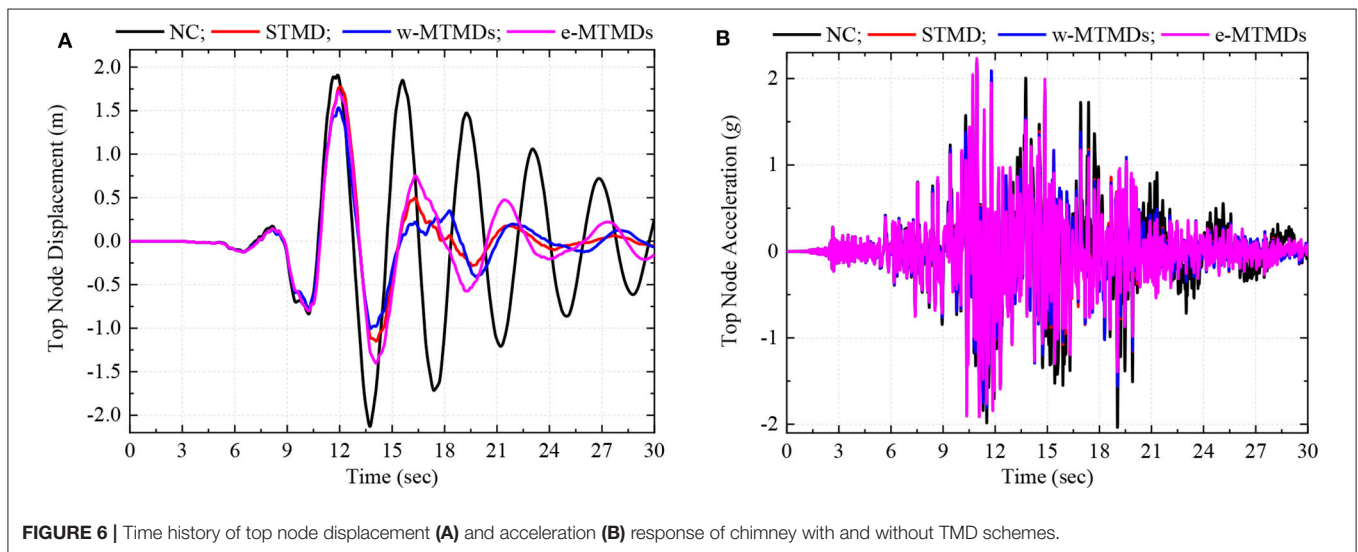 A
NC; STMD; w-MTMDs; e-MTMDs
Top Node Displacement (m)
2.0
1.5
1.0
0.5
0.0
-0.5
-1.0
-1.5
-2.0
0 3 6 9 12 15 18 21 24 27 30
Time (sec)
B
NC; STMD; w-MTMDs; e-MTMDs
Top Node Acceleration (g)
2
1
0
-1
-2
0 3 6 9 12 15 18 21 24 27 30
Time (sec)
FIGURE 6 | Time history of top node displacement (A) and acceleration (B) response of chimney with and without TMD schemes.